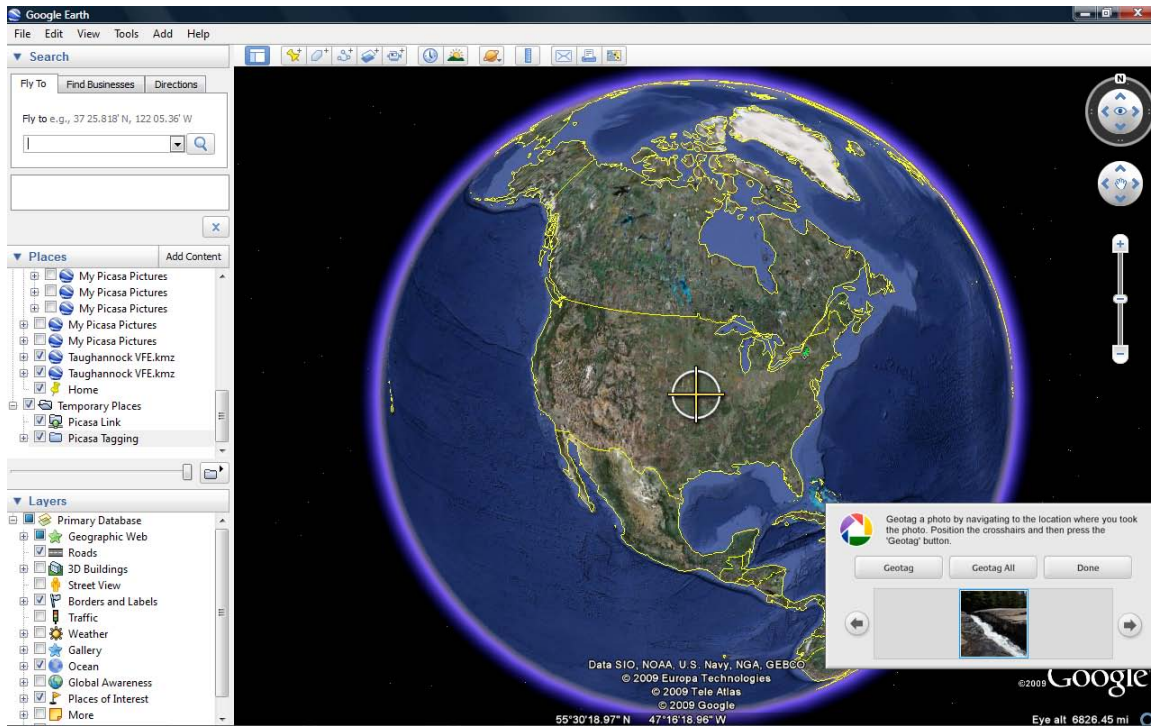 Google Earth
File Edit View Tools Add Help
Search
Fly To Find Businesses Directions
Fly to e.g., 37 25.818' N, 122 05.36' W
Places Add Content
My Picasa Pictures
My Picasa Pictures
My Picasa Pictures
My Picasa Pictures
My Picasa Pictures
Taughannock VFE.kmz
Taughannock VFE.kmz
Home
Temporary Places
Picasa Link
Picasa Tagging
Layers
Primary Database
Geographic Web
Roads
3D Buildings
Street View
Borders and Labels
Traffic
Weather
Gallery
Ocean
Global Awareness
Places of Interest
More
N
Geotag a photo by navigating to the location where you took
the photo. Position the crosshairs and then press the
'Geotag' button.
Geotag Geotag All Done
Data SIO, NOAA, U.S. Navy, NGA, GEBCO
© 2009 Europa Technologies
© 2009 Tele Atlas
© 2009 Google
©2009 Google
55°30'18.97" N 47°16'18.96" W Eye alt 6826.45 mi